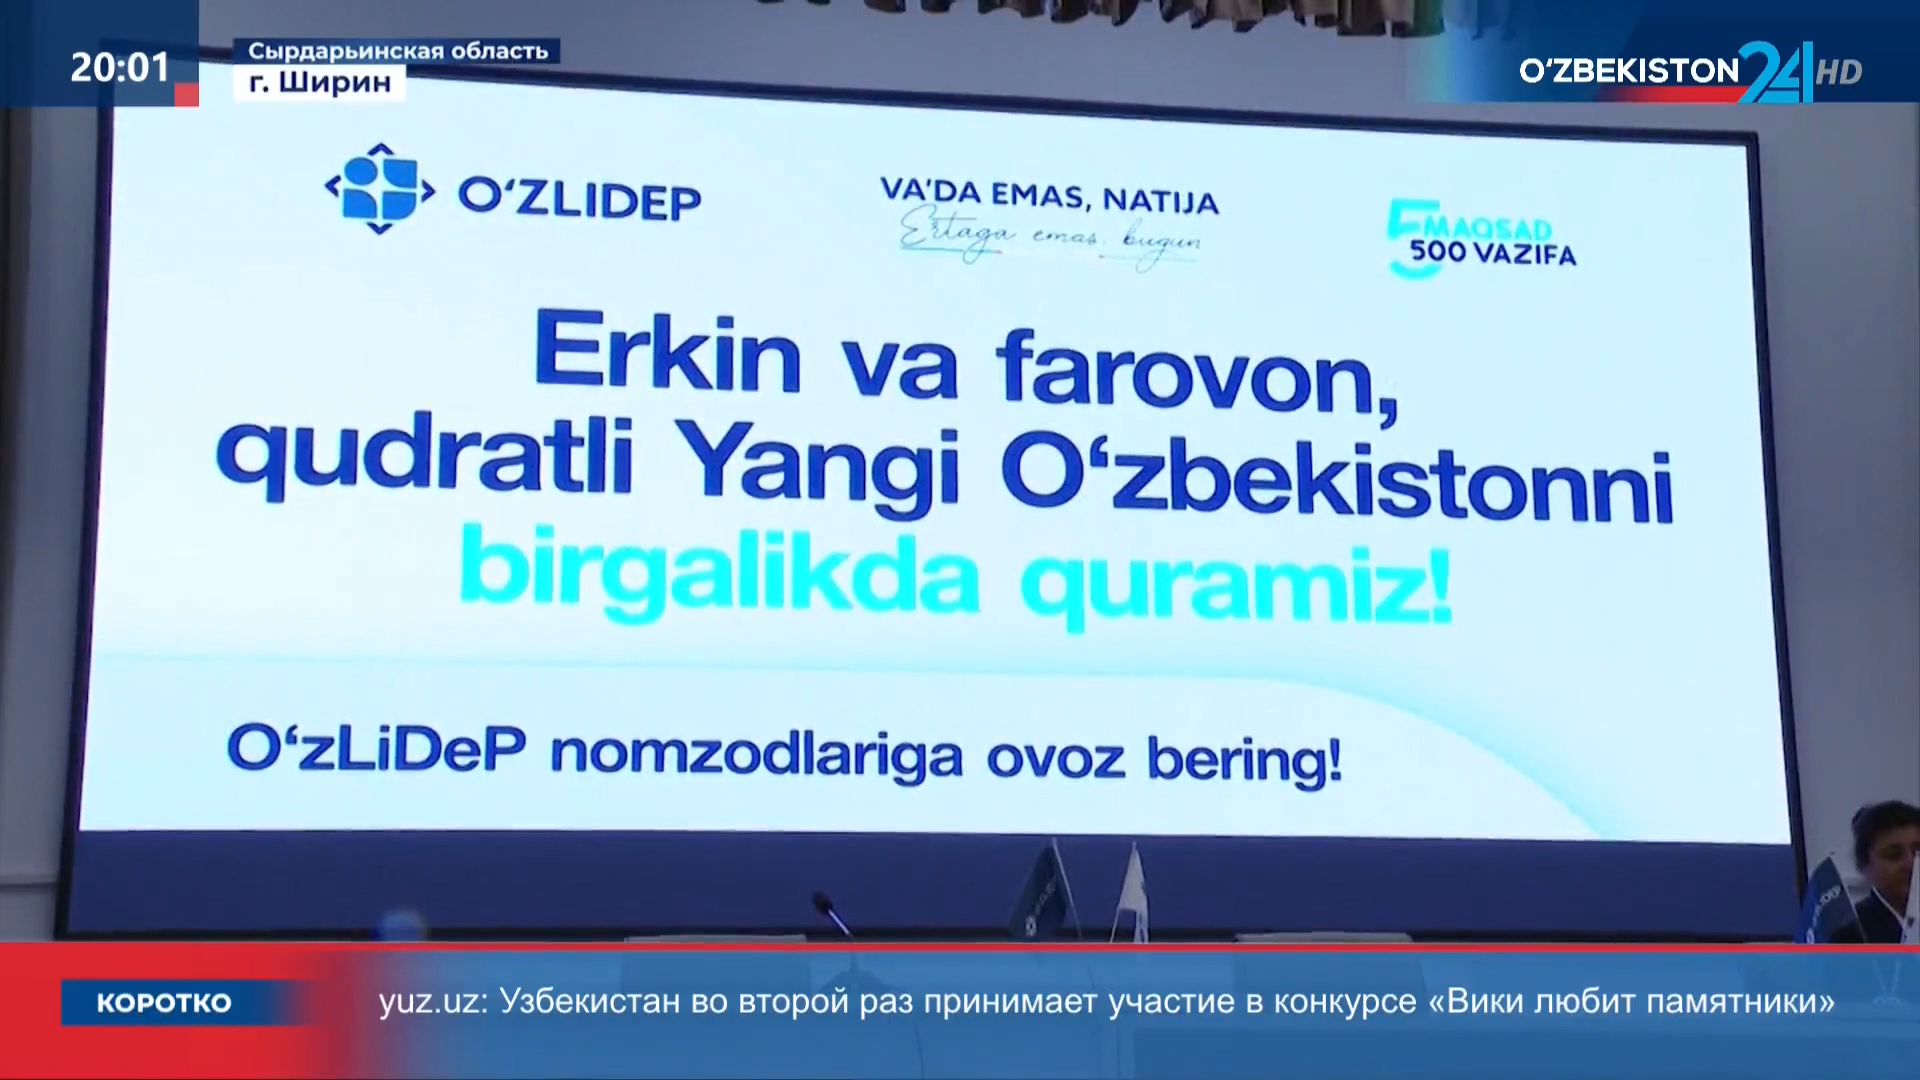 20:01
Сырдарьинская область
г. Ширин
O‘ZBEKISTON 24 HD
O‘ZLIDEP
VA’DA EMAS, NATIJA
Ertaga emas, bugun
5 MAQSAD
500 VAZIFA
Erkin va farovon,
qudratli Yangi O‘zbekistonni
birgalikda quramiz!
O‘zLiDeP nomzodlariga ovoz bering!
КОРОТКО
yuz.uz: Узбекистан во второй раз принимает участие в конкурсе «Вики любит памятники»